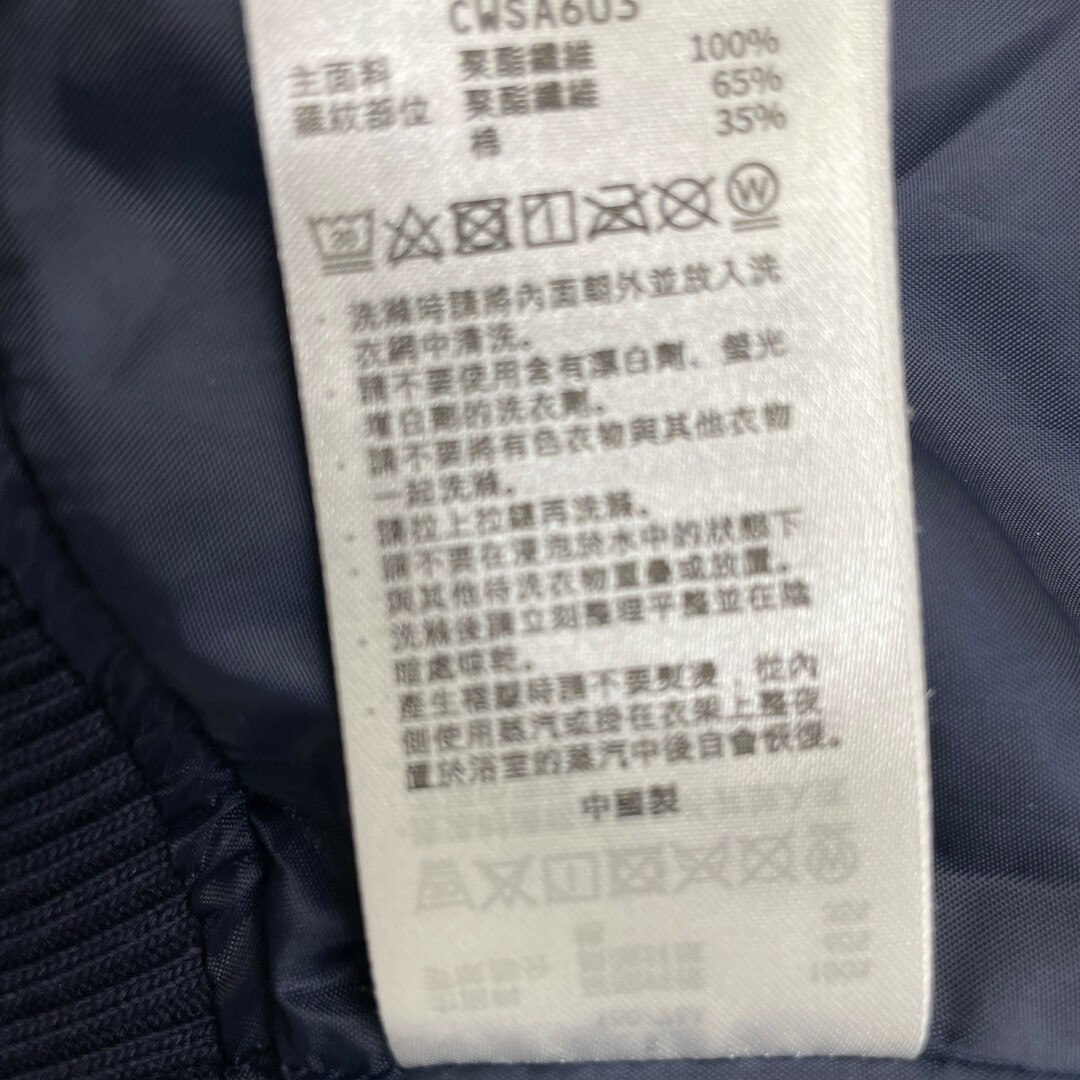 CWSA603
主面料 聚酯纖維 100%
羅紋部位 聚酯纖維 65%
棉 35%
30
W
· 洗滌時請將內面翻外並放入洗
衣網中清洗。
· 請不要使用含有漂白劑、螢光
增白劑的洗衣劑。
· 請不要將有色衣物與其他衣物
一起洗滌。
· 請拉上拉鏈再洗滌。
· 請不要在浸泡於水中的狀態下
與其他待洗衣物重疊或放置。
· 洗滌後請立刻整理平整並在陰
暗處晾乾。
· 產生褶皺時請不要熨燙,從內
側使用蒸汽或掛在衣架上整夜
置於浴室的蒸汽中後自會恢復。
中國製